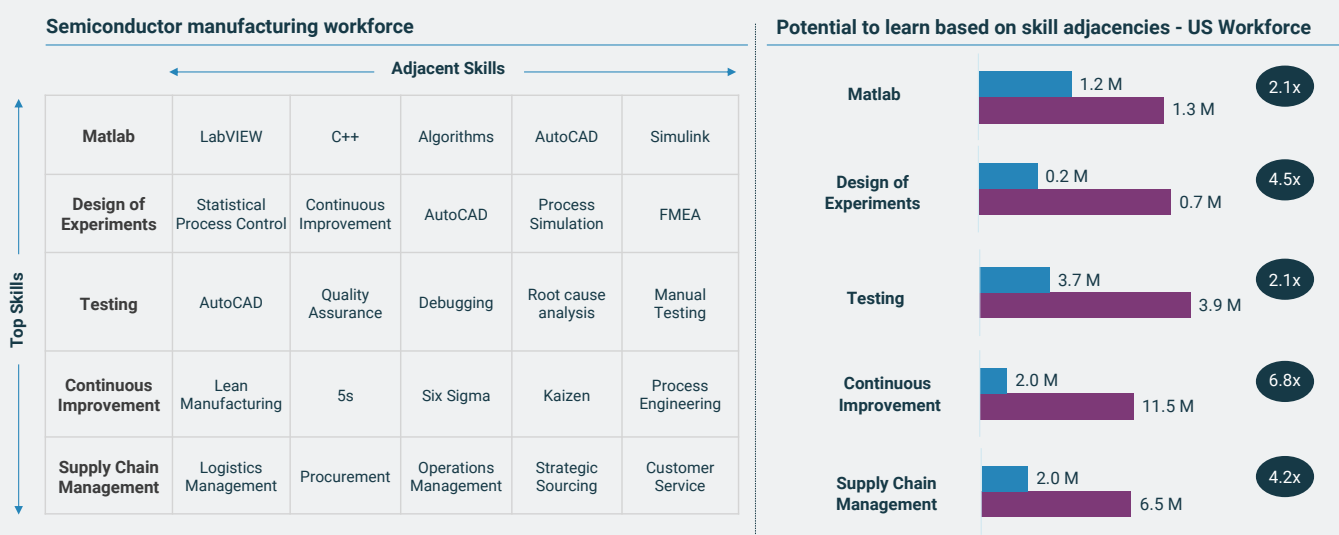 Semiconductor manufacturing workforce
Adjacent Skills
Top Skills
Matlab
LabVIEW
C++
Algorithms
AutoCAD
Simulink
Design of
Experiments
Statistical
Process Control
Continuous
Improvement
AutoCAD
Process
Simulation
FMEA
Testing
AutoCAD
Quality
Assurance
Debugging
Root cause
analysis
Manual
Testing
Continuous
Improvement
Lean
Manufacturing
5s
Six Sigma
Kaizen
Process
Engineering
Supply Chain
Management
Logistics
Management
Procurement
Operations
Management
Strategic
Sourcing
Customer
Service
Potential to learn based on skill adjacencies - US Workforce
Matlab
1.2 M
1.3 M
2.1x
Design of
Experiments
0.2 M
0.7 M
4.5x
Testing
3.7 M
3.9 M
2.1x
Continuous
Improvement
2.0 M
11.5 M
6.8x
Supply Chain
Management
2.0 M
6.5 M
4.2x